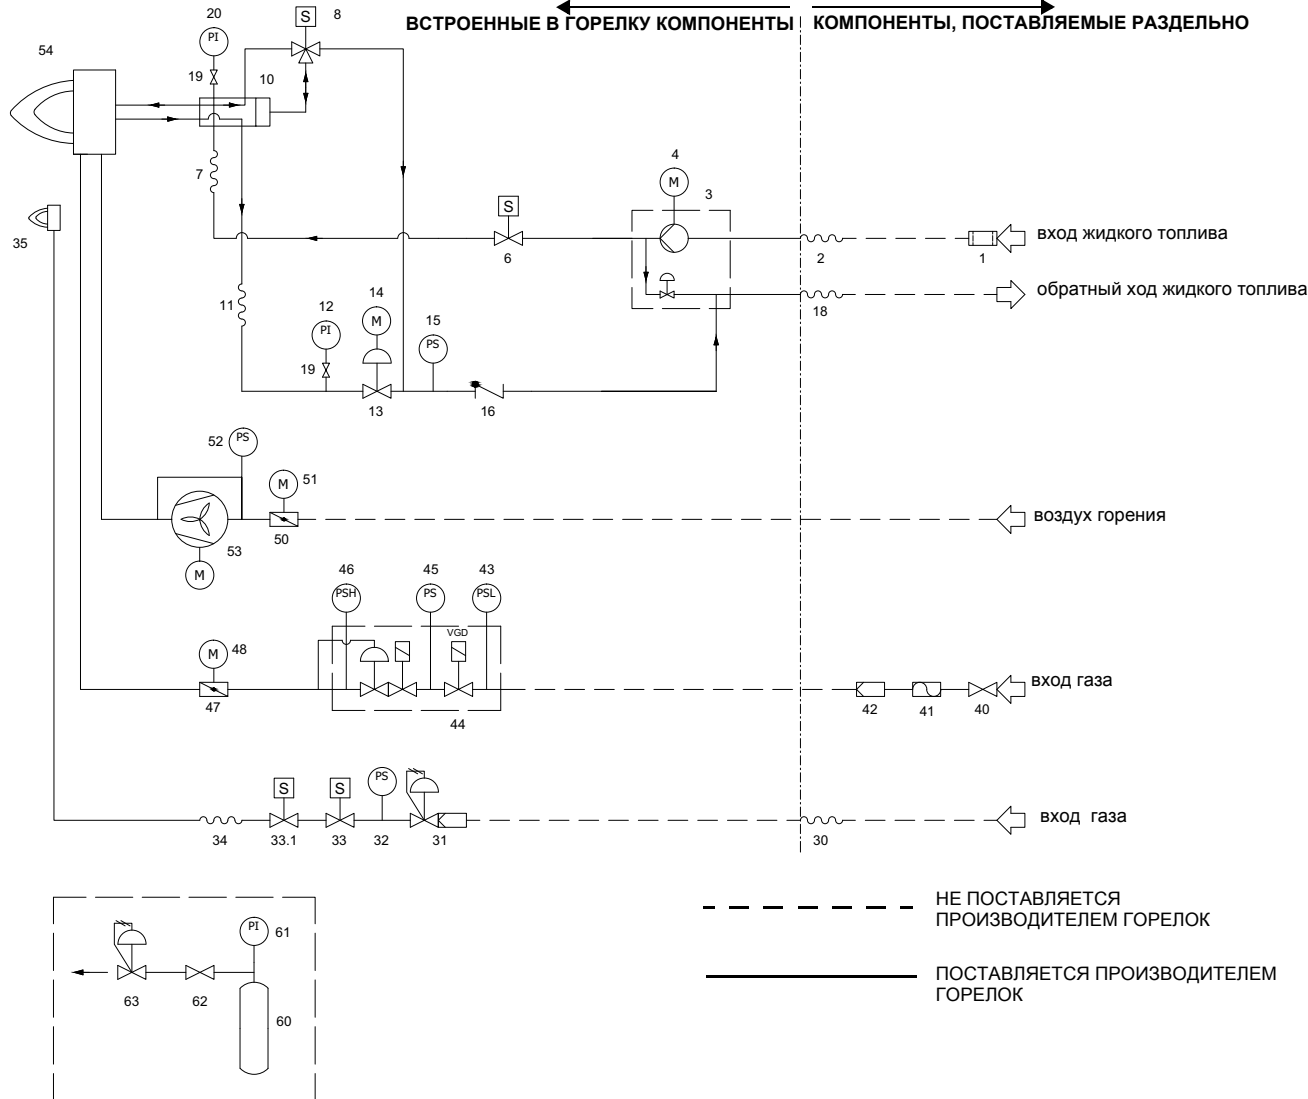 ВСТРОЕННЫЕ В ГОРЕЛКУ КОМПОНЕНТЫ
КОМПОНЕНТЫ, ПОСТАВЛЯЕМЫЕ РАЗДЕЛЬНО
20
S
8
54
PI
19
10
7
4
M
3
35
S
6
2
1
вход жидкого топлива
18
обратный ход жидкого топлива
11
12
14
15
PI
M
PS
19
13
16
52
PS
M
51
50
53
M
воздух горения
46
45
43
PSH
PS
PSL
VGD
M
48
47
44
42
41
40
вход газа
S
S
PS
34
33.1
33
32
31
30
вход газа
НЕ ПОСТАВЛЯЕТСЯ
ПРОИЗВОДИТЕЛЕМ ГОРЕЛОК
ПОСТАВЛЯЕТСЯ ПРОИЗВОДИТЕЛЕМ
ГОРЕЛОК
PI
61
63
62
60